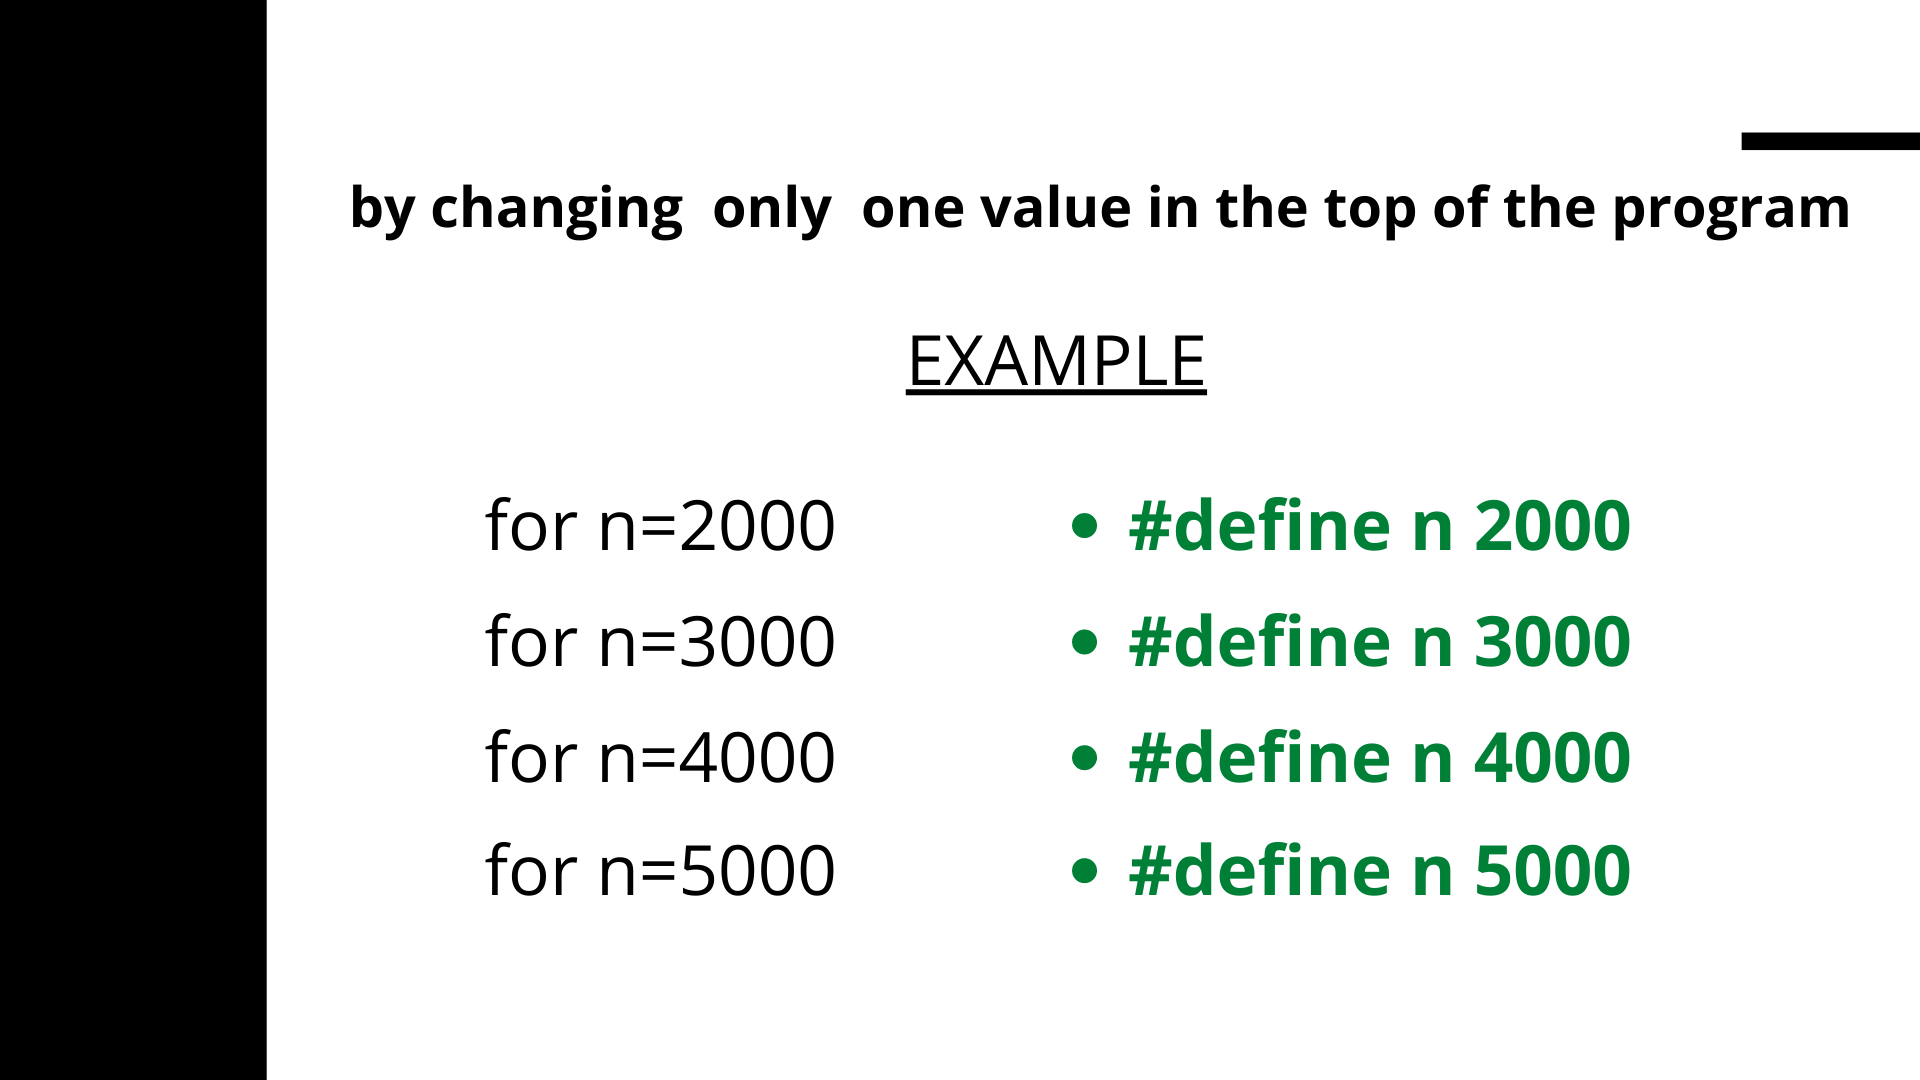 by changing  only  one value in the top of the program
EXAMPLE
for n=2000
• #define n 2000
for n=3000
• #define n 3000
for n=4000
• #define n 4000
for n=5000
• #define n 5000